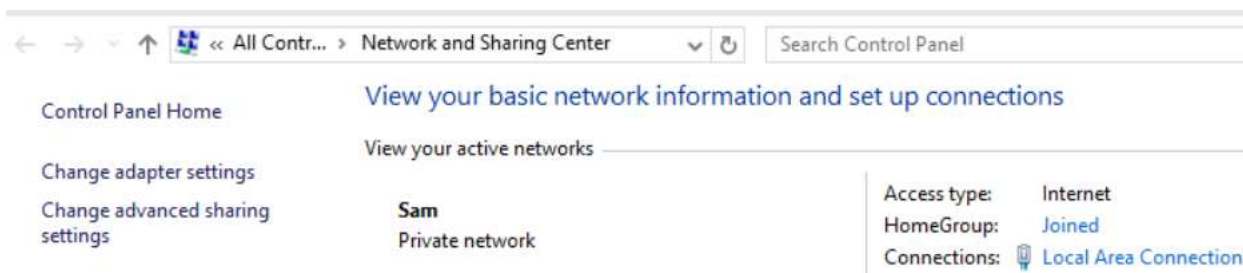 « All Contr... › Network and Sharing Center
Search Control Panel
Control Panel Home
View your basic network information and set up connections
View your active networks
Change adapter settings
Change advanced sharing
settings
Sam
Private network
Access type: Internet
HomeGroup: Joined
Connections: Local Area Connection